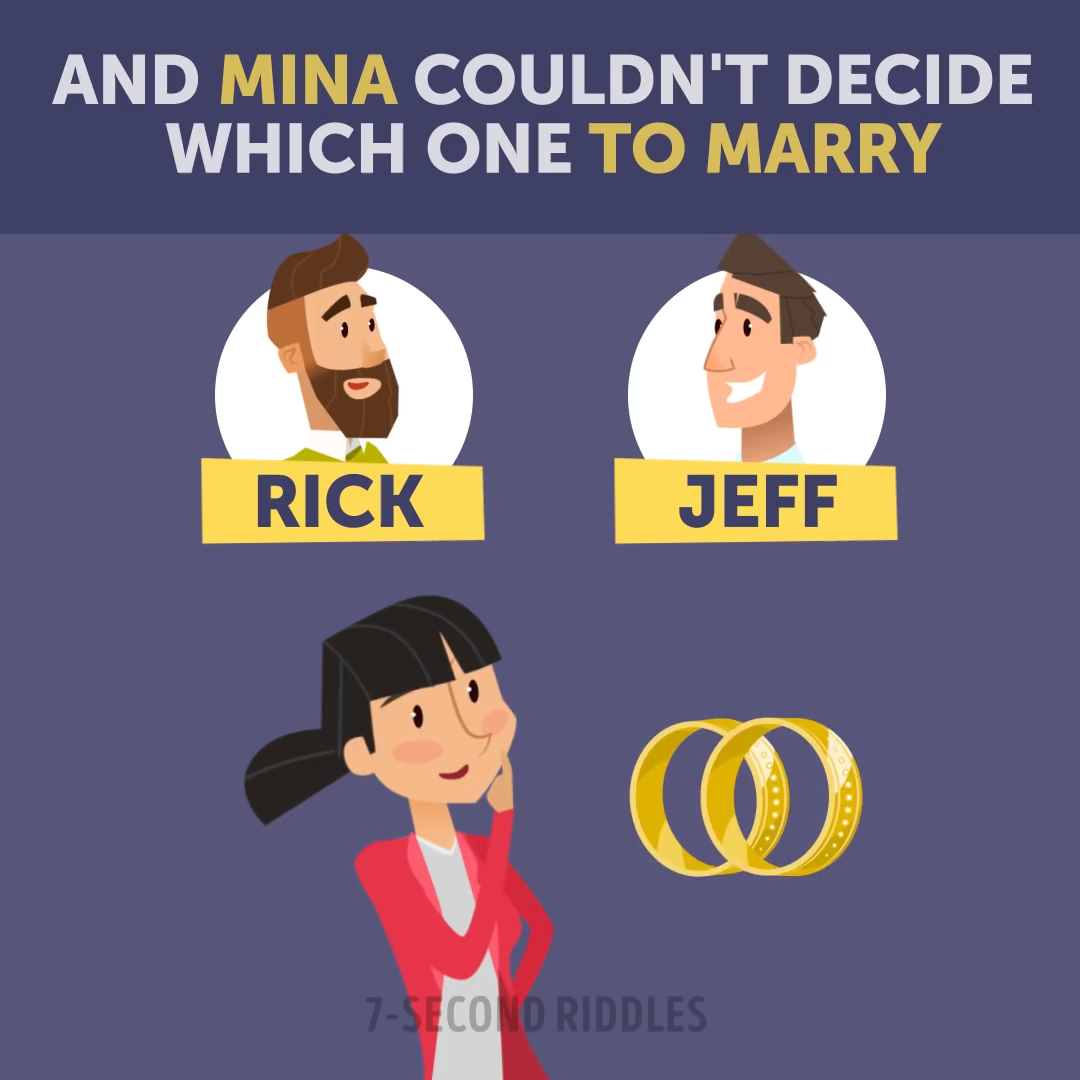 AND MINA COULDN'T DECIDE
WHICH ONE TO MARRY
RICK
JEFF
7-SECOND RIDDLES